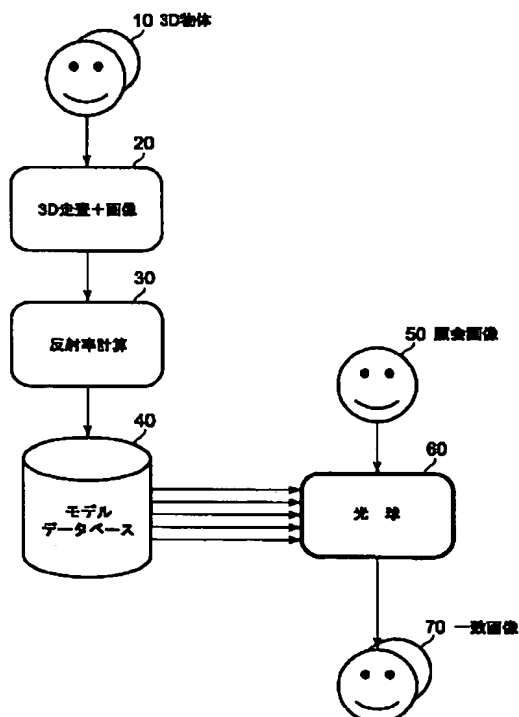 10 3D物体
20
3D走査+画像
30
反射率計算
40
モデル
データベース
50 照会画像
60
光 球
70 一致画像